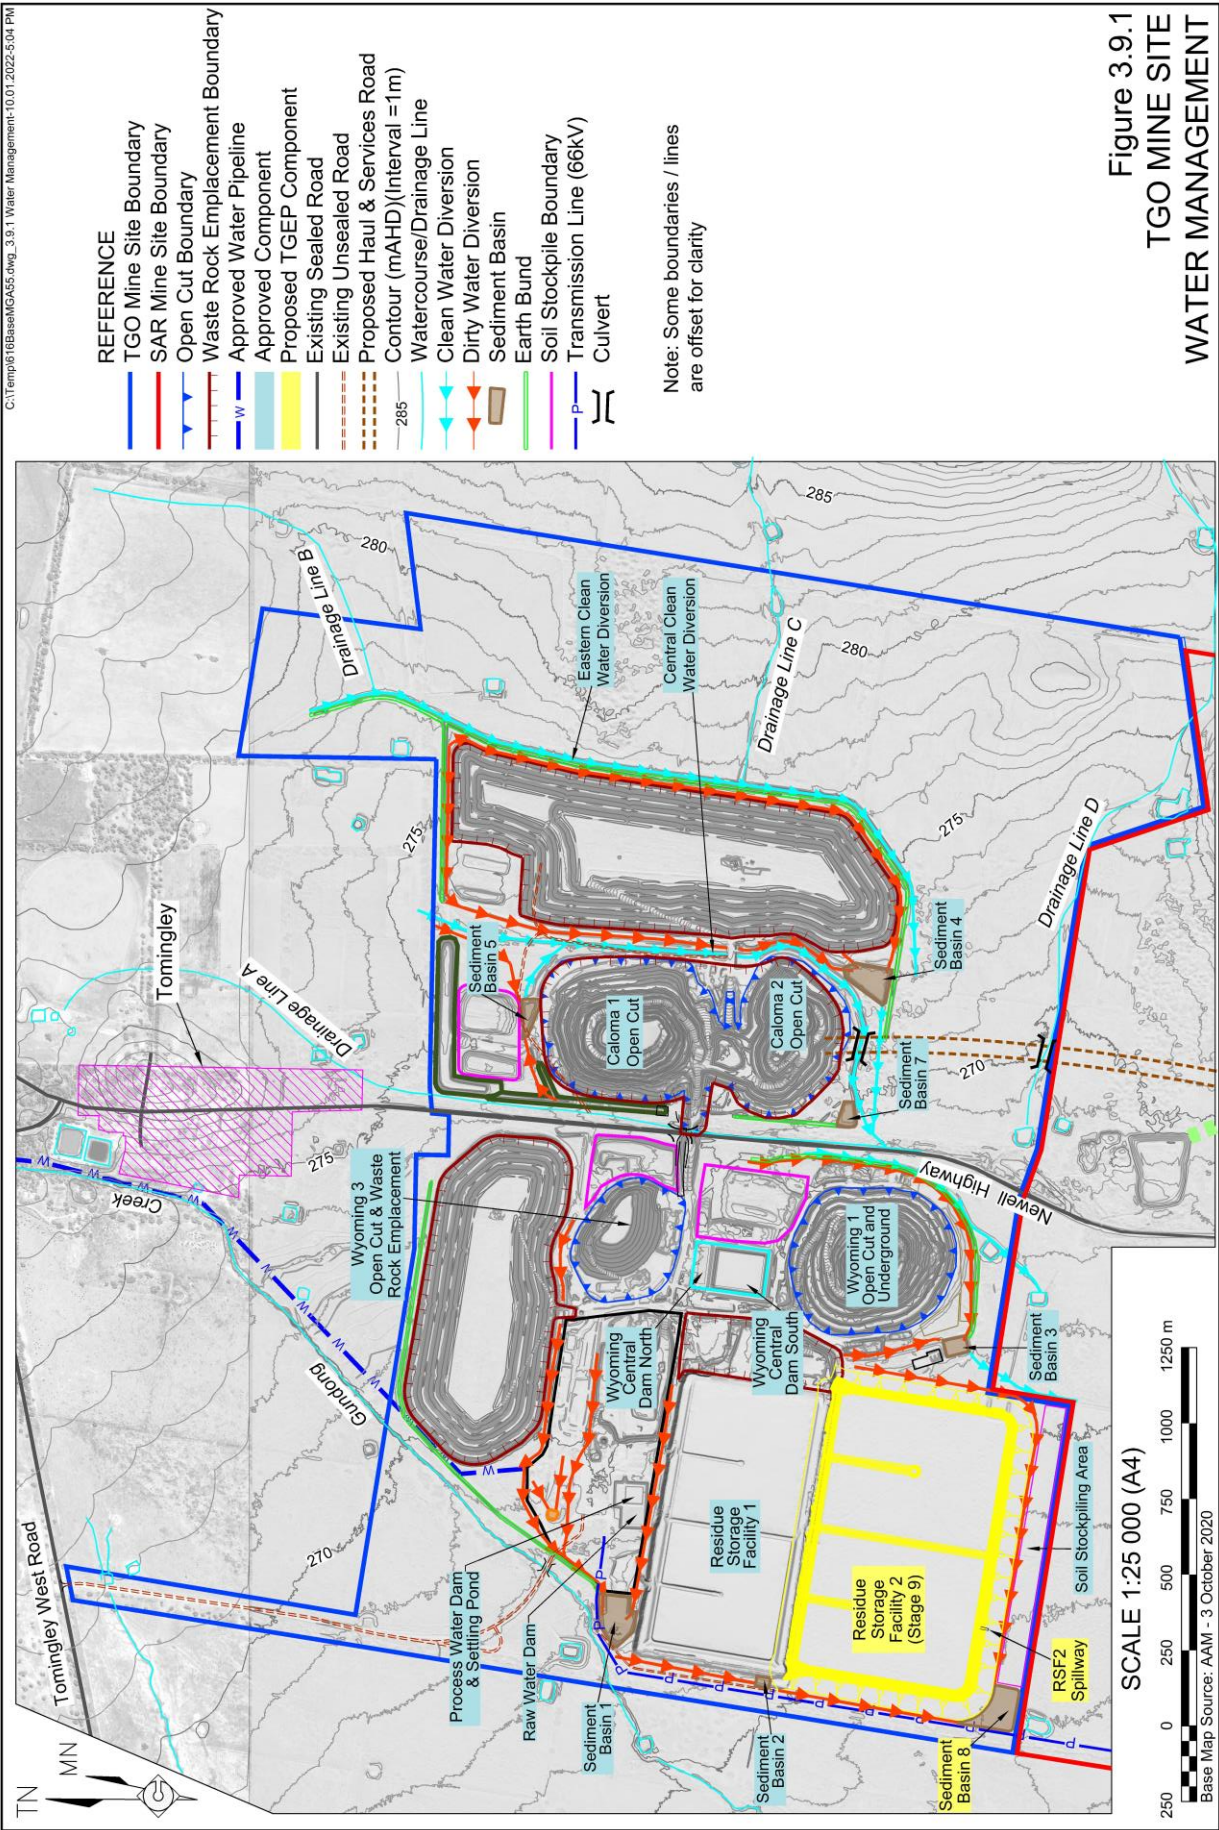 C:\Temp\616BaseMGA55.dwg_3.9.1 Water Management-10.01.2022-5:04 PM
REFERENCE
TGO Mine Site Boundary
SAR Mine Site Boundary
Open Cut Boundary
Waste Rock Emplacement Boundary
W
Approved Water Pipeline
Approved Component
Proposed TGEP Component
Existing Sealed Road
Existing Unsealed Road
Proposed Haul & Services Road
285
Contour (mAHD)(Interval =1m)
Watercourse/Drainage Line
Clean Water Diversion
Dirty Water Diversion
Sediment Basin
Earth Bund
Soil Stockpile Boundary
P
Transmission Line (66kV)
Culvert
Note: Some boundaries / lines
are offset for clarity
Figure 3.9.1
TGO MINE SITE
WATER MANAGEMENT
TN
MN
Tomingley West Road
Creek
Gundong
W
W
W
W
W
W
W
W
W
Tomingley
Drainage Line A
Drainage Line B
Drainage Line C
Drainage Line D
280
285
280
275
275
275
270
270
Eastern Clean
Water Diversion
Central Clean
Water Diversion
Wyoming 3
Open Cut & Waste
Rock Emplacement
Sediment
Basin 5
Caloma 1
Open Cut
Caloma 2
Open Cut
Sediment
Basin 4
Sediment
Basin 7
Newell Highway
Process Water Dam
& Settling Pond
Raw Water Dam
Wyoming
Central
Dam North
Wyoming
Central
Dam South
Wyoming 1
Open Cut and
Underground
Sediment
Basin 3
Sediment
Basin 1
Sediment
Basin 2
Residue
Storage
Facility 1
Residue
Storage
Facility 2
(Stage 9)
Sediment
Basin 8
RSF2
Spillway
Soil Stockpiling Area
P
P
P
P
P
P
P
P
P
P
SCALE 1:25 000 (A4)
250
0
250
500
750
1000
1250 m
Base Map Source: AAM - 3 October 2020